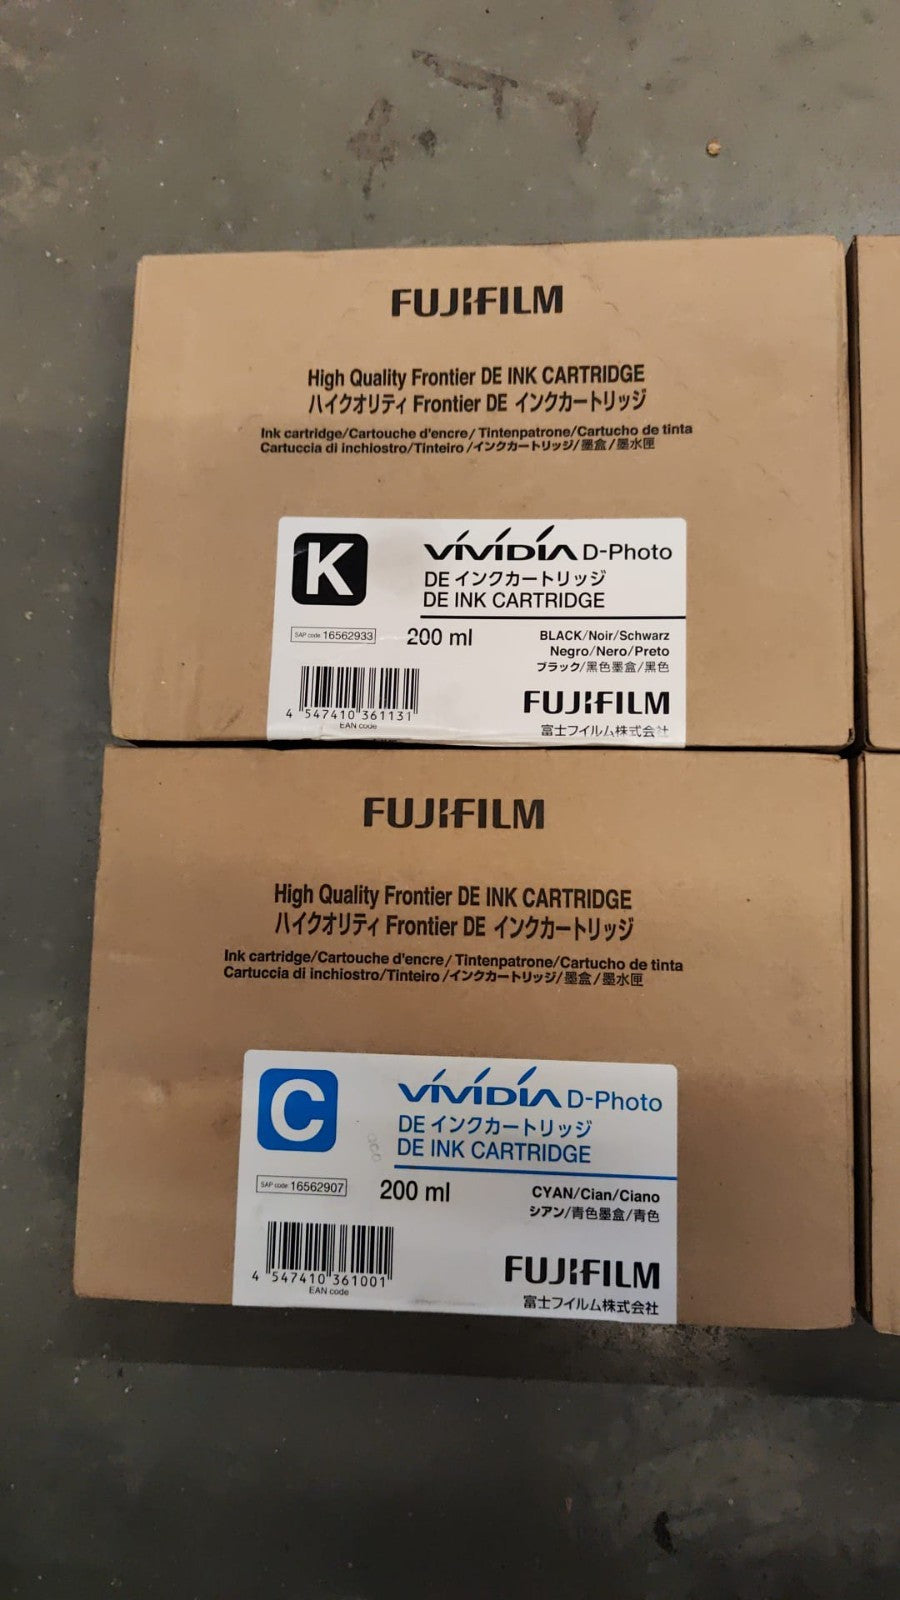 FUJIFILM
High Quality Frontier DE INK CARTRIDGE
ハイクオリティ Frontier DE インクカートリッジ
Ink cartridge/Cartouche d'encre/ Tintenpatrone/Cartucho de tinta
Cartuccia di inchiostro/Tinteiro /インクカートリッジ/墨盒/墨水匣
K
ViViDiA D-Photo
DE インクカートリッジ
DE INK CARTRIDGE
SAP code 16562933
200 ml
BLACK/Noir/Schwarz
Negro/Nero/Preto
ブラック/黑色墨盒/黑色
4 547410 361131
EAN code
FUJIFILM
富士フイルム株式会社
FUJIFILM
High Quality Frontier DE INK CARTRIDGE
ハイクオリティ Frontier DE インクカートリッジ
Ink cartridge/Cartouche d'encre/ Tintenpatrone/Cartucho de tinta
Cartuccia di inchiostro/Tinteiro /インクカートリッジ/墨盒/墨水匣
C
ViViDiA D-Photo
DE インクカートリッジ
DE INK CARTRIDGE
SAP code 16562907
200 ml
CYAN/Cian/Ciano
シアン/青色墨盒/青色
4 547410 361001
EAN code
FUJIFILM
富士フイルム株式会社